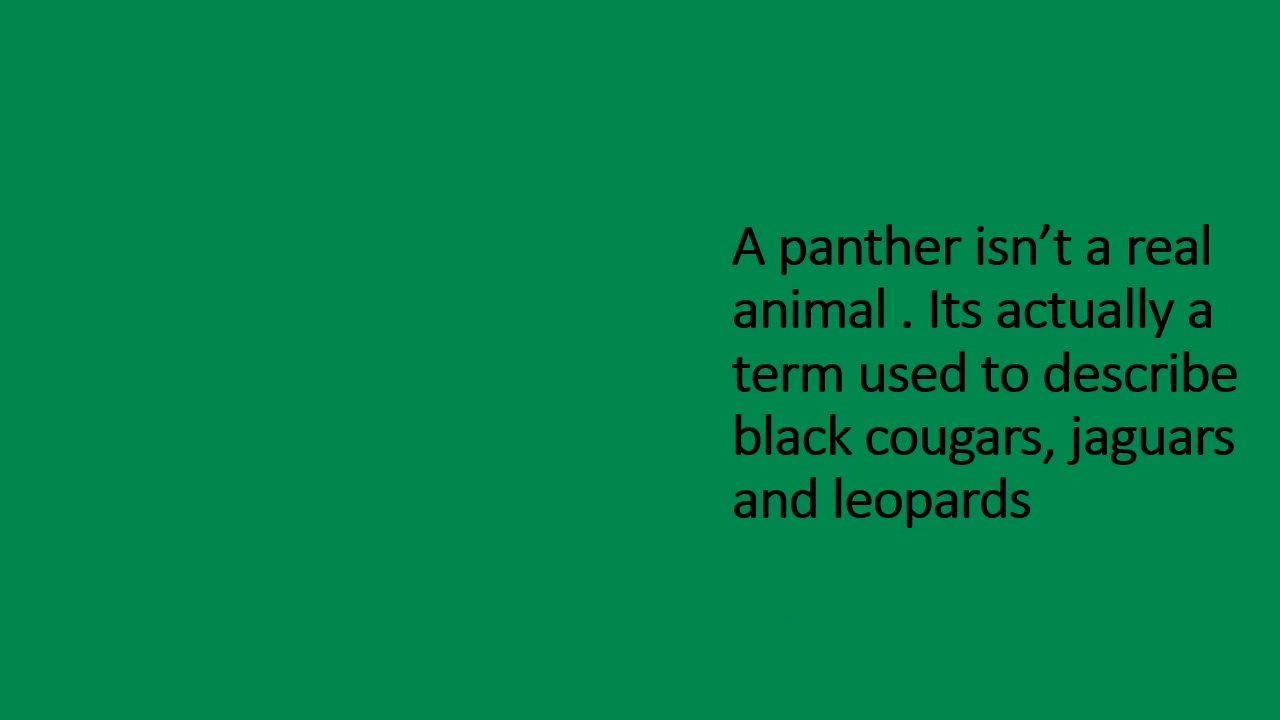 A panther isn’t a real
animal . Its actually a
term used to describe
black cougars, jaguars
and leopards